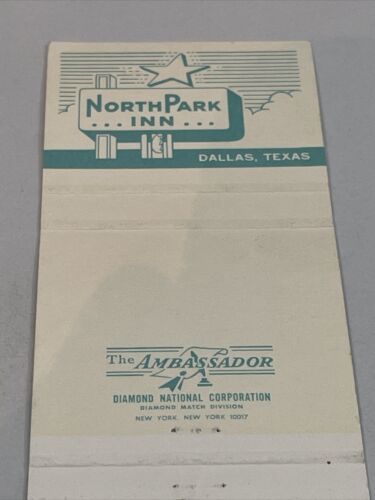 NORTHPARK
... INN ...
DALLAS, TEXAS
The AMBASSADOR
DIAMOND NATIONAL CORPORATION
DIAMOND MATCH DIVISION
NEW YORK, NEW YORK 10017